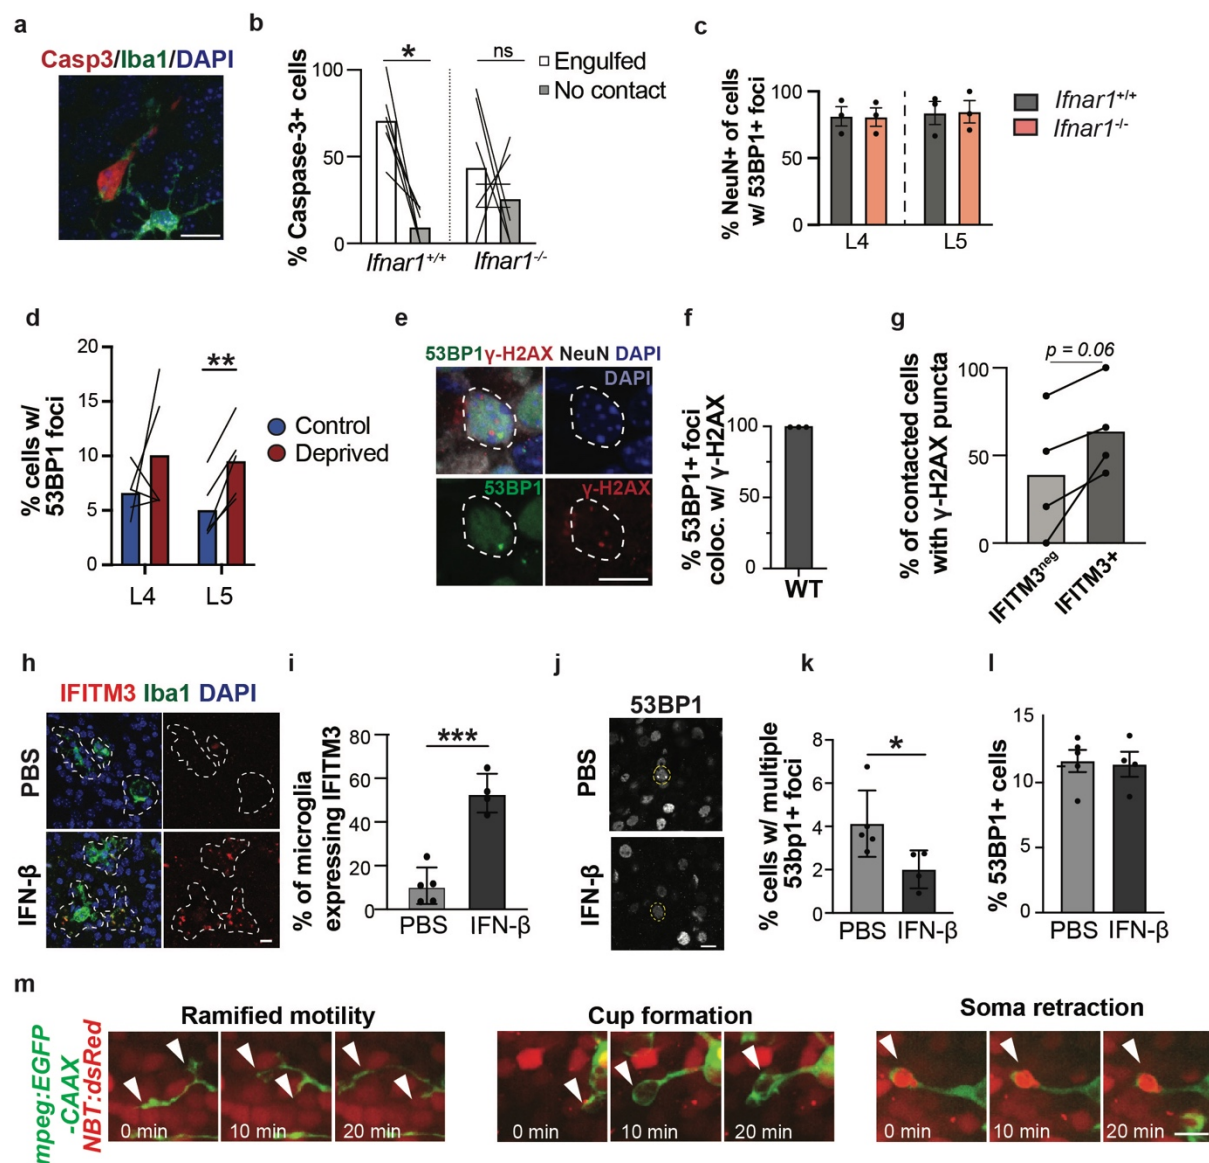 a
Casp3/Iba1/DAPI
b
% Caspase-3+ cells
100
50
0
*
ns
Engulfed
No contact
Ifnar1+/+
Ifnar1-/-
c
% NeuN+ of cells
w/ 53BP1+ foci
100
50
0
L4
L5
Ifnar1+/+
Ifnar1-/-
d
% cells w/
53BP1 foci
20
15
10
5
0
**
L4
L5
Control
Deprived
e
53BP1 γ-H2AX NeuN DAPI
DAPI
53BP1
γ-H2AX
f
% 53BP1+ foci
coloc. w/ γ-H2AX
100
50
0
WT
g
% of contacted cells
with γ-H2AX puncta
100
50
0
p = 0.06
IFITM3neg
IFITM3+
h
IFITM3 Iba1 DAPI
PBS
IFN-β
i
% of microglia
expressing IFITM3
80
60
40
20
0
***
PBS
IFN-β
j
53BP1
PBS
IFN-β
k
% cells w/ multiple
53bp1+ foci
8
6
4
2
0
*
PBS
IFN-β
l
% 53BP1+ cells
15
10
5
0
PBS
IFN-β
m
mpeg:EGFP
-CAAX
NBT:dsRed
Ramified motility
0 min
10 min
20 min
Cup formation
0 min
10 min
20 min
Soma retraction
0 min
10 min
20 min